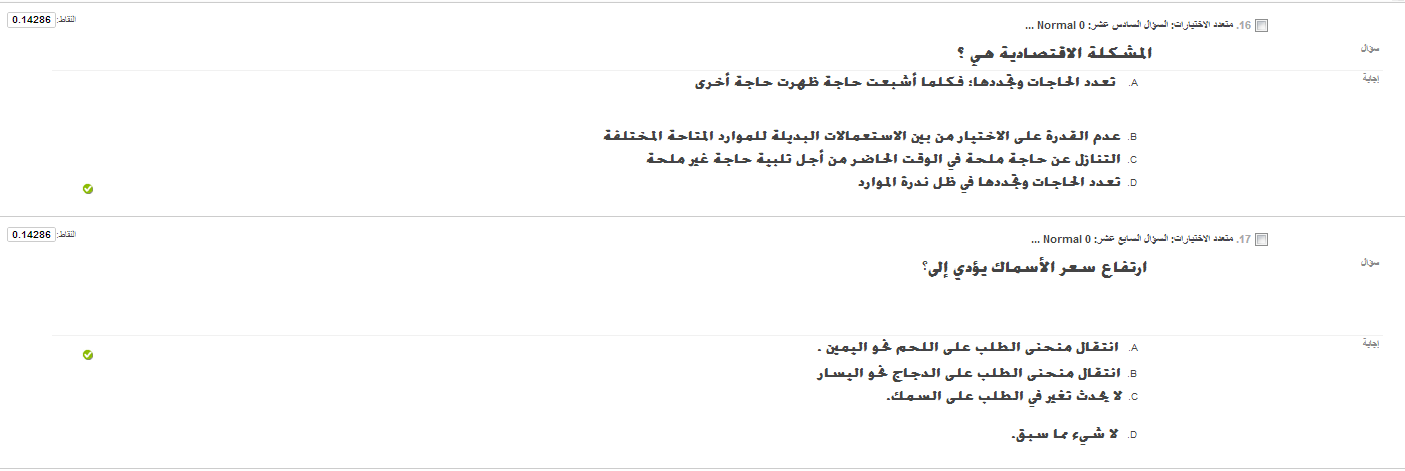 16. متعدد الاختيارات: السؤال السادس عشر: Normal 0 ...
النقاط: 0.14286
سؤال
المشكلة الاقتصادية هي ؟
إجابة
A. تعدد الحاجات وتجددها؛ فكلما أشبعت حاجة ظهرت حاجة أخرى
B. عدم القدرة على الاختيار من بين الاستعمالات البديلة للموارد المتاحة المختلفة
C. التنازل عن حاجة ملحة في الوقت الحاضر من أجل تلبية حاجة غير ملحة
D. تعدد الحاجات وتجددها في ظل ندرة الموارد
17. متعدد الاختيارات: السؤال السابع عشر: Normal 0 ...
النقاط: 0.14286
سؤال
ارتفاع سعر الأسماك يؤدي إلى؟
إجابة
A. انتقال منحنى الطلب على اللحم نحو اليمين .
B. انتقال منحنى الطلب على الدجاج نحو اليسار
C. لا يحدث تغير في الطلب على السمك.
D. لا شيء مما سبق.